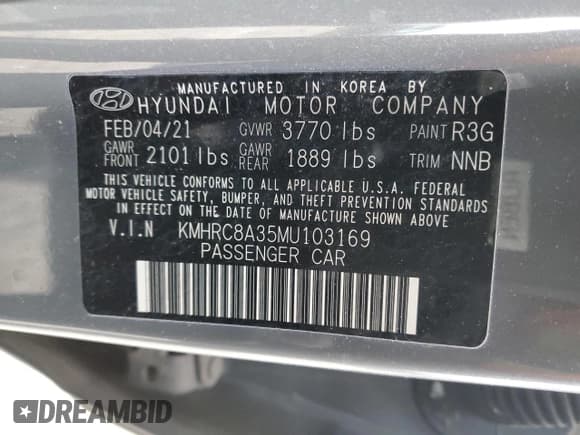 MANUFACTURED IN KOREA BY
HYUNDAI MOTOR COMPANY
FEB/04/21 GVWR 3770 lbs PAINT R3G
GAWR FRONT 2101 lbs GAWR REAR 1889 lbs TRIM NNB
THIS VEHICLE CONFORMS TO ALL APPLICABLE U.S.A. FEDERAL
MOTOR VEHICLE SAFETY, BUMPER, AND THEFT PREVENTION STANDARDS
IN EFFECT ON THE DATE OF MANUFACTURE SHOWN ABOVE
V.I.N KMHRC8A35MU103169
PASSENGER CAR
DREAMBID